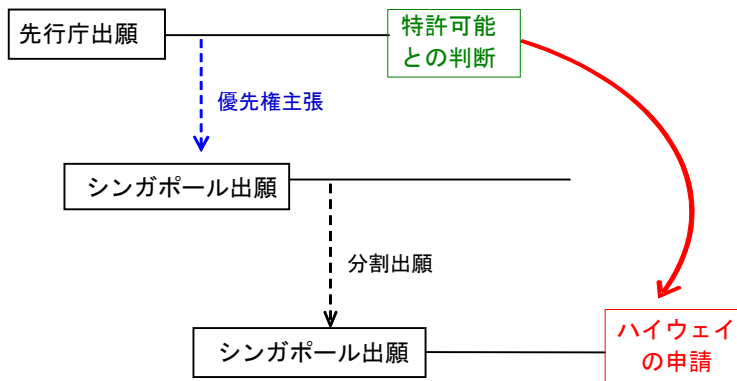 先行庁出願
特許可能
との判断
優先権主張
シンガポール出願
分割出願
シンガポール出願
ハイウェイ
の申請